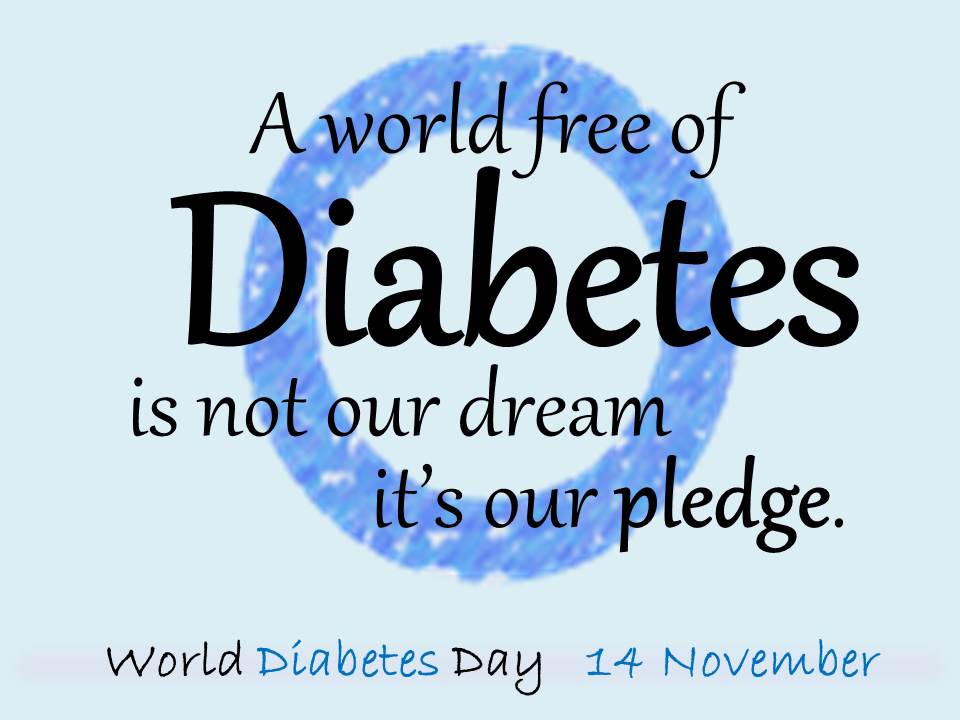 A world free of
Diabetes
is not our dream
it’s our pledge.
World Diabetes Day 14 November